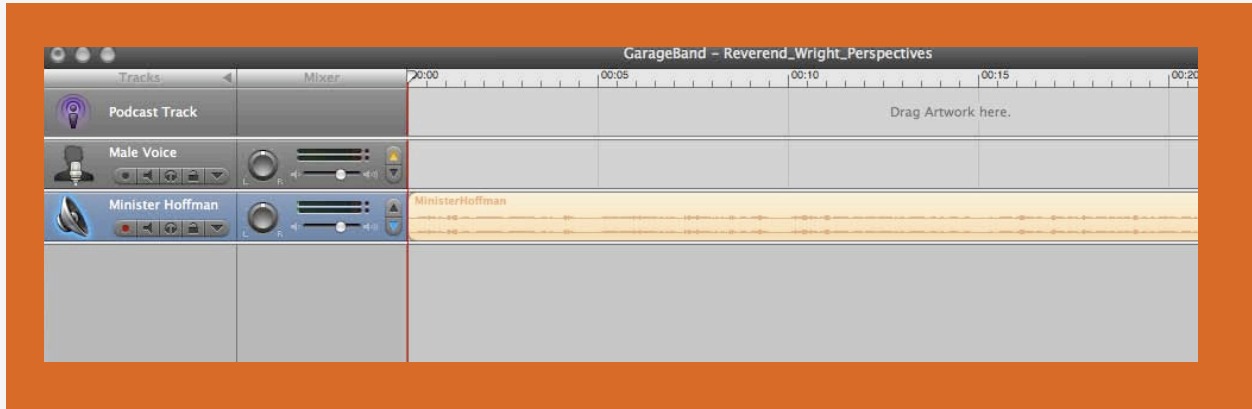 GarageBand – Reverend_Wright_Perspectives
Tracks Mixer 00:00 00:05 00:10 00:15 00:20
Podcast Track Drag Artwork here.
Male Voice
L R
Minister Hoffman MinisterHoffman
L R